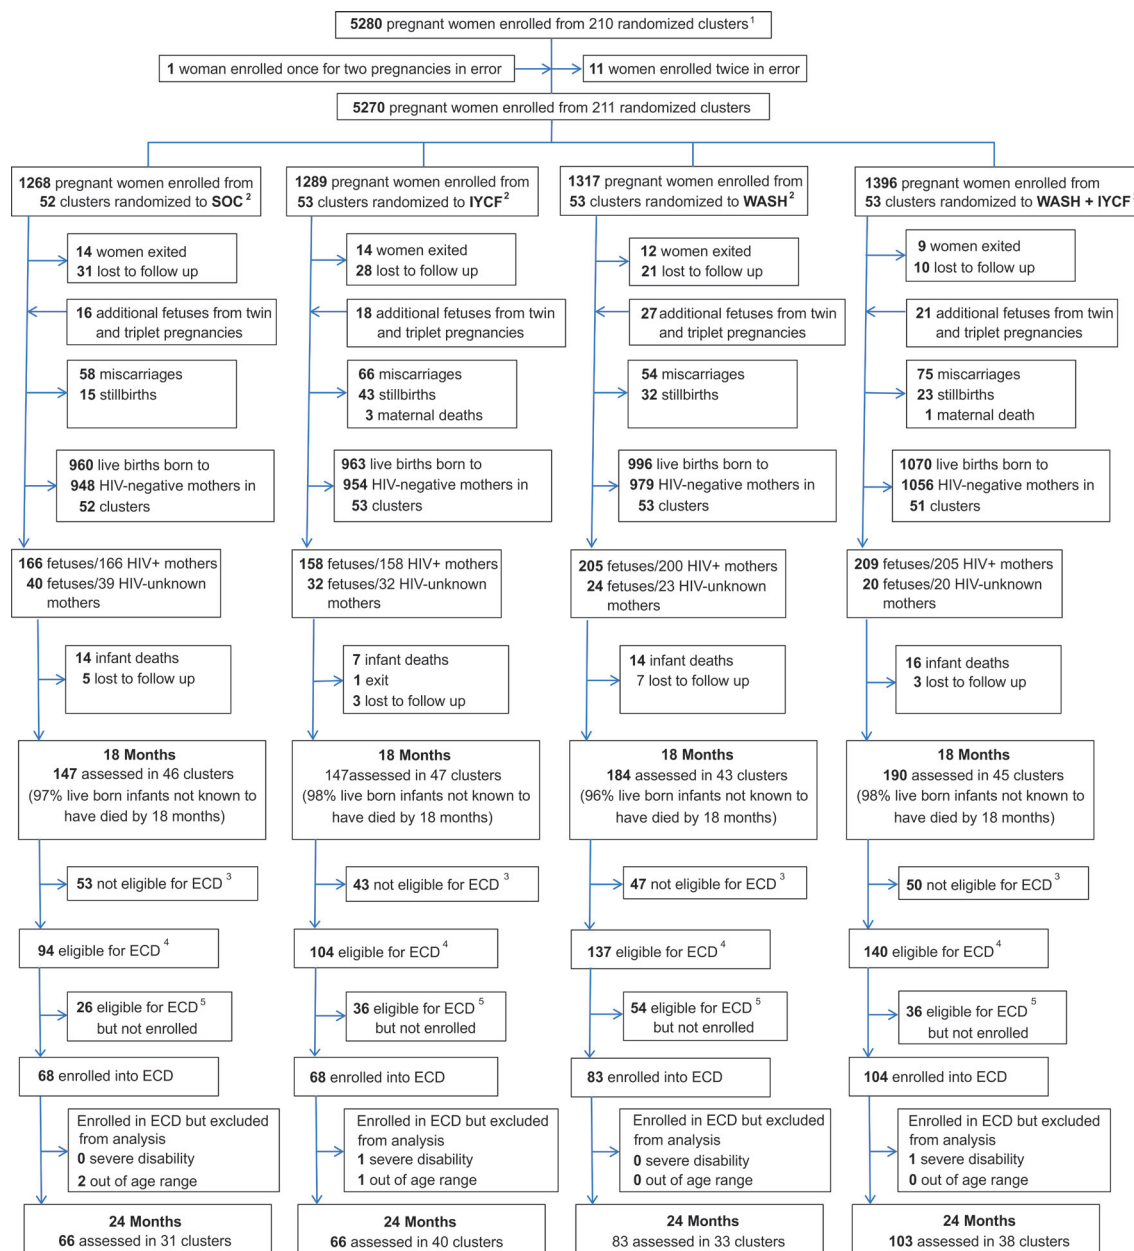 5280 pregnant women enrolled from 210 randomized clusters1
1 woman enrolled once for two pregnancies in error
11 women enrolled twice in error
5270 pregnant women enrolled from 211 randomized clusters
1268 pregnant women enrolled from
52 clusters randomized to SOC2
1289 pregnant women enrolled from
53 clusters randomized to IYCF2
1317 pregnant women enrolled from
53 clusters randomized to WASH2
1396 pregnant women enrolled from
53 clusters randomized to WASH + IYCF
14 women exited
31 lost to follow up
14 women exited
28 lost to follow up
12 women exited
21 lost to follow up
9 women exited
10 lost to follow up
16 additional fetuses from twin
and triplet pregnancies
18 additional fetuses from twin
and triplet pregnancies
27 additional fetuses from twin
and triplet pregnancies
21 additional fetuses from twin
and triplet pregnancies
58 miscarriages
15 stillbirths
66 miscarriages
43 stillbirths
3 maternal deaths
54 miscarriages
32 stillbirths
75 miscarriages
23 stillbirths
1 maternal death
960 live births born to
948 HIV-negative mothers in
52 clusters
963 live births born to
954 HIV-negative mothers in
53 clusters
996 live births born to
979 HIV-negative mothers in
53 clusters
1070 live births born to
1056 HIV-negative mothers in
51 clusters
166 fetuses/166 HIV+ mothers
40 fetuses/39 HIV-unknown
mothers
158 fetuses/158 HIV+ mothers
32 fetuses/32 HIV-unknown
mothers
205 fetuses/200 HIV+ mothers
24 fetuses/23 HIV-unknown
mothers
209 fetuses/205 HIV+ mothers
20 fetuses/20 HIV-unknown
mothers
14 infant deaths
5 lost to follow up
7 infant deaths
1 exit
3 lost to follow up
14 infant deaths
7 lost to follow up
16 infant deaths
3 lost to follow up
18 Months
147 assessed in 46 clusters
(97% live born infants not known to
have died by 18 months)
18 Months
147assessed in 47 clusters
(98% live born infants not known to
have died by 18 months)
18 Months
184 assessed in 43 clusters
(96% live born infants not known to
have died by 18 months)
18 Months
190 assessed in 45 clusters
(98% live born infants not known to
have died by 18 months)
53 not eligible for ECD3
43 not eligible for ECD3
47 not eligible for ECD3
50 not eligible for ECD3
94 eligible for ECD4
104 eligible for ECD4
137 eligible for ECD4
140 eligible for ECD4
26 eligible for ECD5
but not enrolled
36 eligible for ECD5
but not enrolled
54 eligible for ECD5
but not enrolled
36 eligible for ECD5
but not enrolled
68 enrolled into ECD
68 enrolled into ECD
83 enrolled into ECD
104 enrolled into ECD
Enrolled in ECD but excluded
from analysis
0 severe disability
2 out of age range
Enrolled in ECD but excluded
from analysis
1 severe disability
1 out of age range
Enrolled in ECD but excluded
from analysis
0 severe disability
0 out of age range
Enrolled in ECD but excluded
from analysis
1 severe disability
0 out of age range
24 Months
66 assessed in 31 clusters
24 Months
66 assessed in 40 clusters
24 Months
83 assessed in 33 clusters
24 Months
103 assessed in 38 clusters